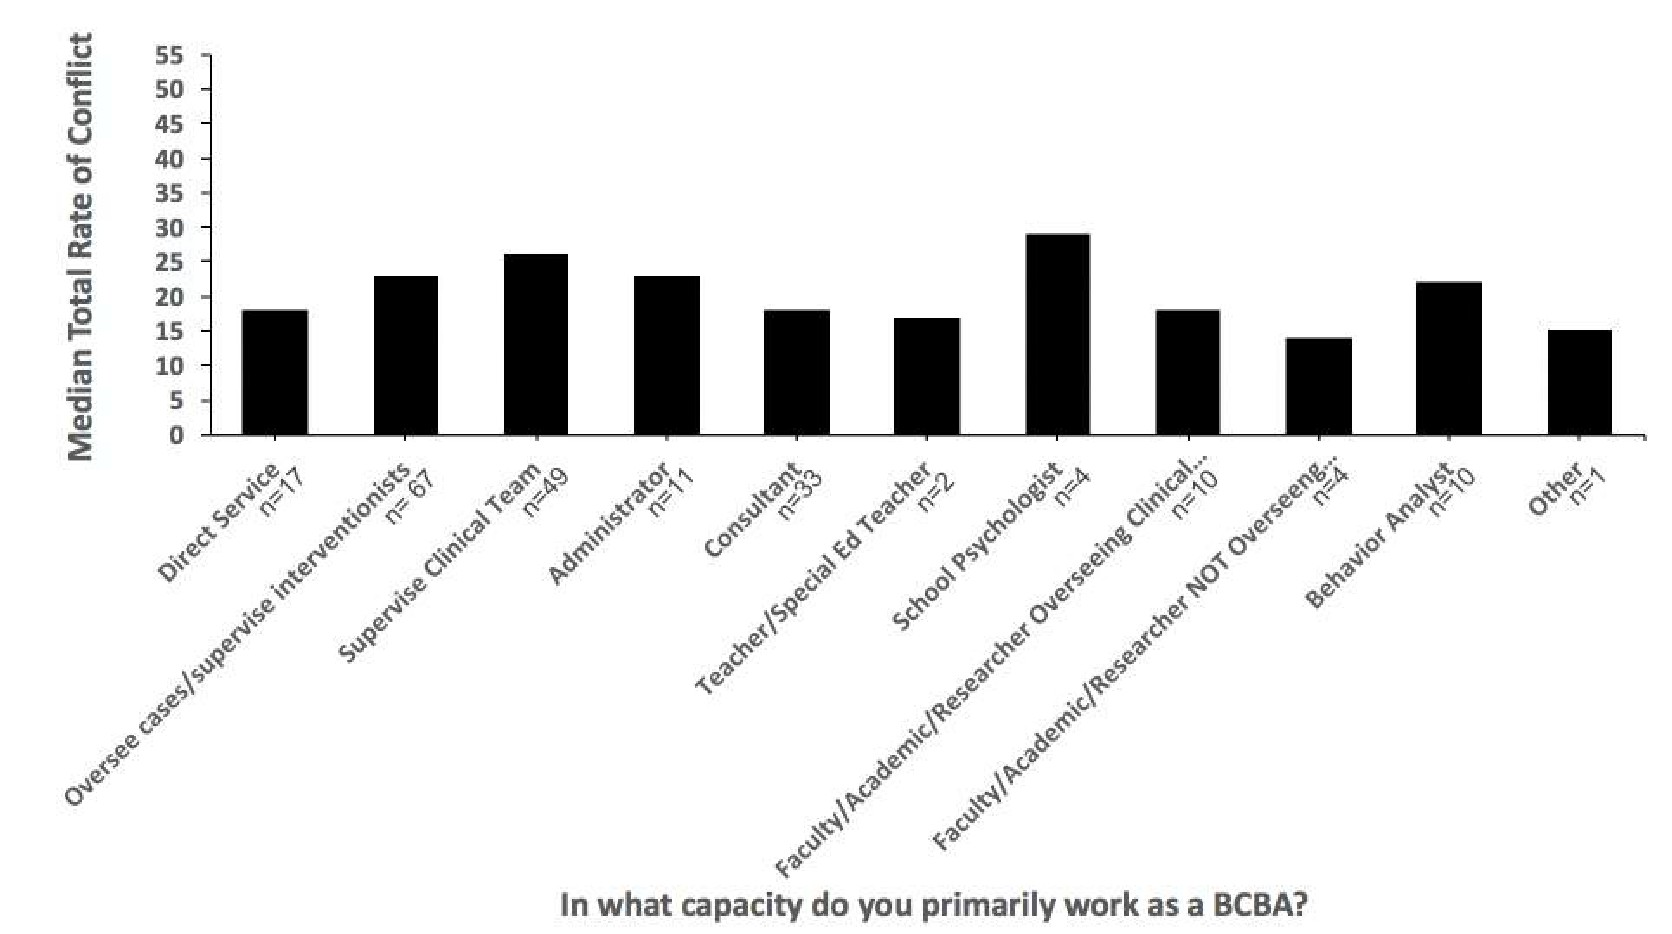 Median Total Rate of Conflict
55
50
45
40
35
30
25
20
15
10
5
0
Direct Service
n=17
Oversee cases/supervise interventionists
n= 67
Supervise Clinical Team
n=49
Administrator
n=11
Consultant
n=33
Teacher/Special Ed Teacher
n=2
School Psychologist
n=4
Faculty/Academic/Researcher Overseeing Clinical...
n=10
Faculty/Academic/Researcher NOT Overseeng...
n=4
Behavior Analyst
n=10
Other
n=1
In what capacity do you primarily work as a BCBA?